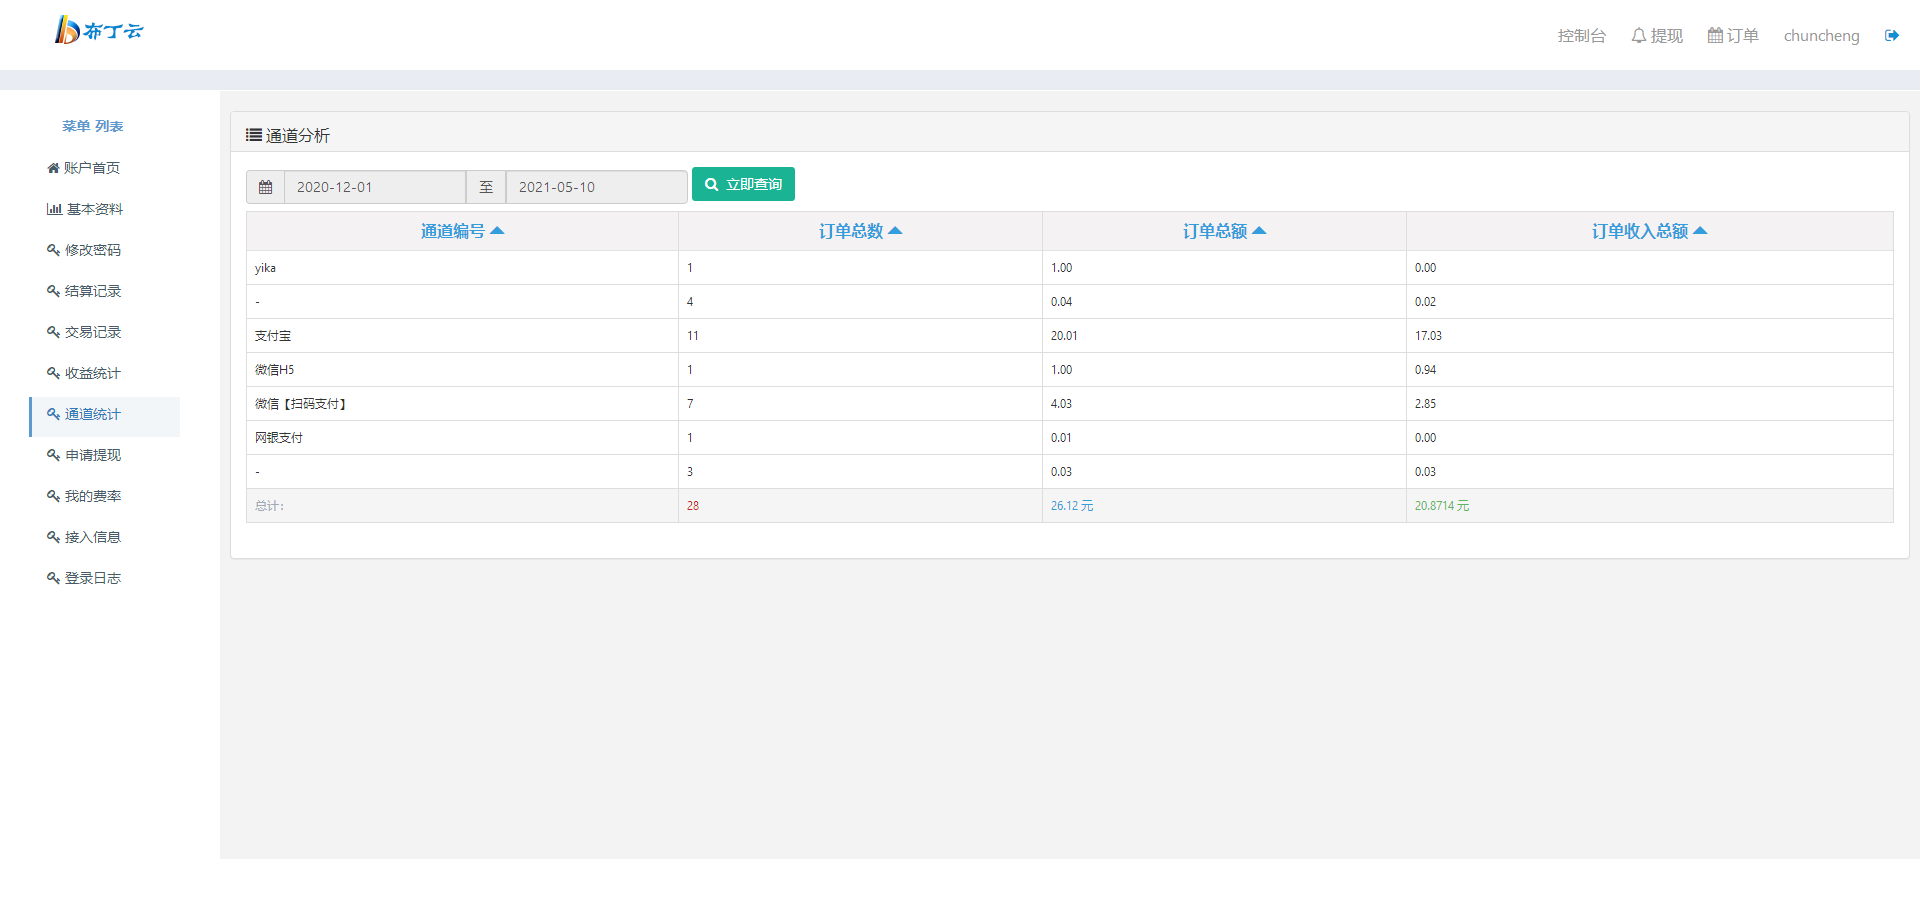 布丁云
控制台 提现 订单 chuncheng
菜单 列表
账户首页
基本资料
修改密码
结算记录
交易记录
收益统计
通道统计
申请提现
我的费率
接入信息
登录日志
通道分析
2020-12-01 至 2021-05-10 立即查询
通道编号 订单总数 订单总额 订单收入总额
yika 1 1.00 0.00
- 4 0.04 0.02
支付宝 11 20.01 17.03
微信H5 1 1.00 0.94
微信【扫码支付】 7 4.03 2.85
网银支付 1 0.01 0.00
- 3 0.03 0.03
总计： 28 26.12 元 20.8714 元